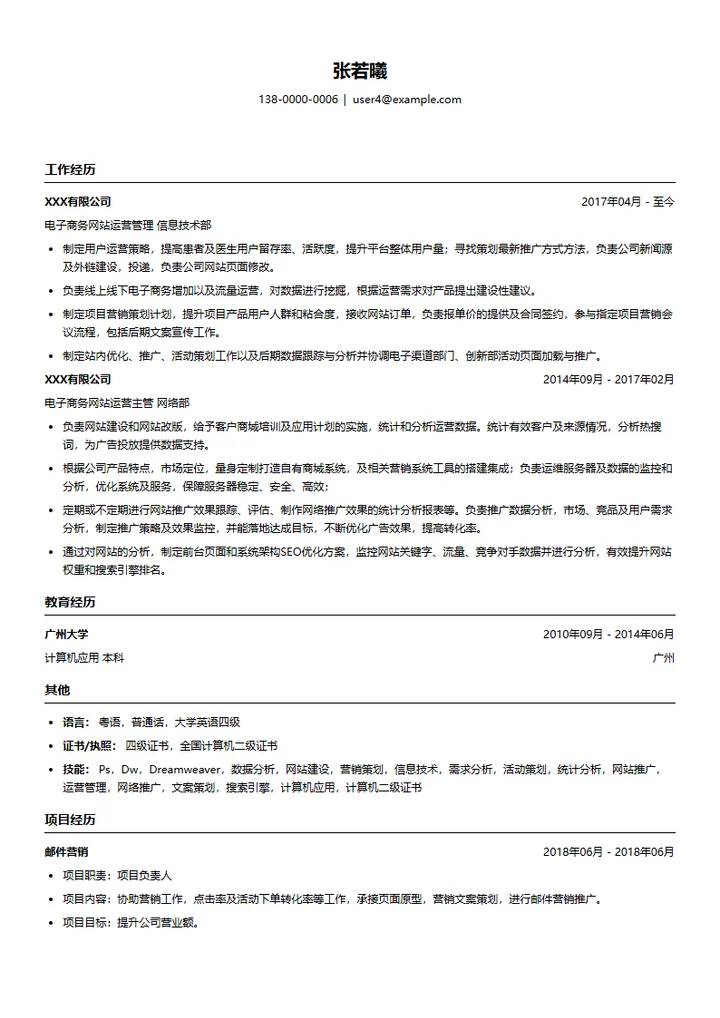 张若曦
138-0000-0006 | user4@example.com
工作经历
XXX有限公司 2017年04月 - 至今
电子商务网站运营管理 信息技术部
• 制定用户运营策略，提高患者及医生用户留存率、活跃度，提升平台整体用户量；寻找策划最新推广方式方法，负责公司新闻源
及外链建设，投递，负责公司网站页面修改。
• 负责线上线下电子商务增加以及流量运营，对数据进行挖掘，根据运营需求对产品提出建设性建议。
• 制定项目营销策划计划，提升项目产品用户人群和粘合度，接收网站订单，负责报单价的提供及合同签约，参与指定项目营销会
议流程，包括后期文案宣传工作。
• 制定站内优化、推广、活动策划工作以及后期数据跟踪与分析并协调电子渠道部门、创新部活动页面加载与推广。
XXX有限公司 2014年09月 - 2017年02月
电子商务网站运营主管 网络部
• 负责网站建设和网站改版，给予客户商城培训及应用计划的实施，统计和分析运营数据。统计有效客户及来源情况，分析热搜
词，为广告投放提供数据支持。
• 根据公司产品特点，市场定位，量身定制打造自有商城系统，及相关营销系统工具的搭建集成；负责运维服务器及数据的监控和
分析，优化系统及服务，保障服务器稳定、安全、高效；
• 定期或不定期进行网站推广效果跟踪、评估、制作网络推广效果的统计分析报表等。负责推广数据分析，市场、竞品及用户需求
分析，制定推广策略及效果监控，并能落地达成目标，不断优化广告效果，提高转化率。
• 通过对网站的分析，制定前台页面和系统架构SEO优化方案，监控网站关键字、流量、竞争对手数据并进行分析，有效提升网站
权重和搜索引擎排名。
教育经历
广州大学 2010年09月 - 2014年06月
计算机应用 本科 广州
其他
• 语言： 粤语，普通话，大学英语四级
• 证书/执照： 四级证书，全国计算机二级证书
• 技能： Ps，Dw，Dreamweaver，数据分析，网站建设，营销策划，信息技术，需求分析，活动策划，统计分析，网站推广，
运营管理，网络推广，文案策划，搜索引擎，计算机应用，计算机二级证书
项目经历
邮件营销 2018年06月 - 2018年06月
• 项目职责：项目负责人
• 项目内容：协助营销工作，点击率及活动下单转化率等工作，承接页面原型，营销文案策划，进行邮件营销推广。
• 项目目标：提升公司营业额。